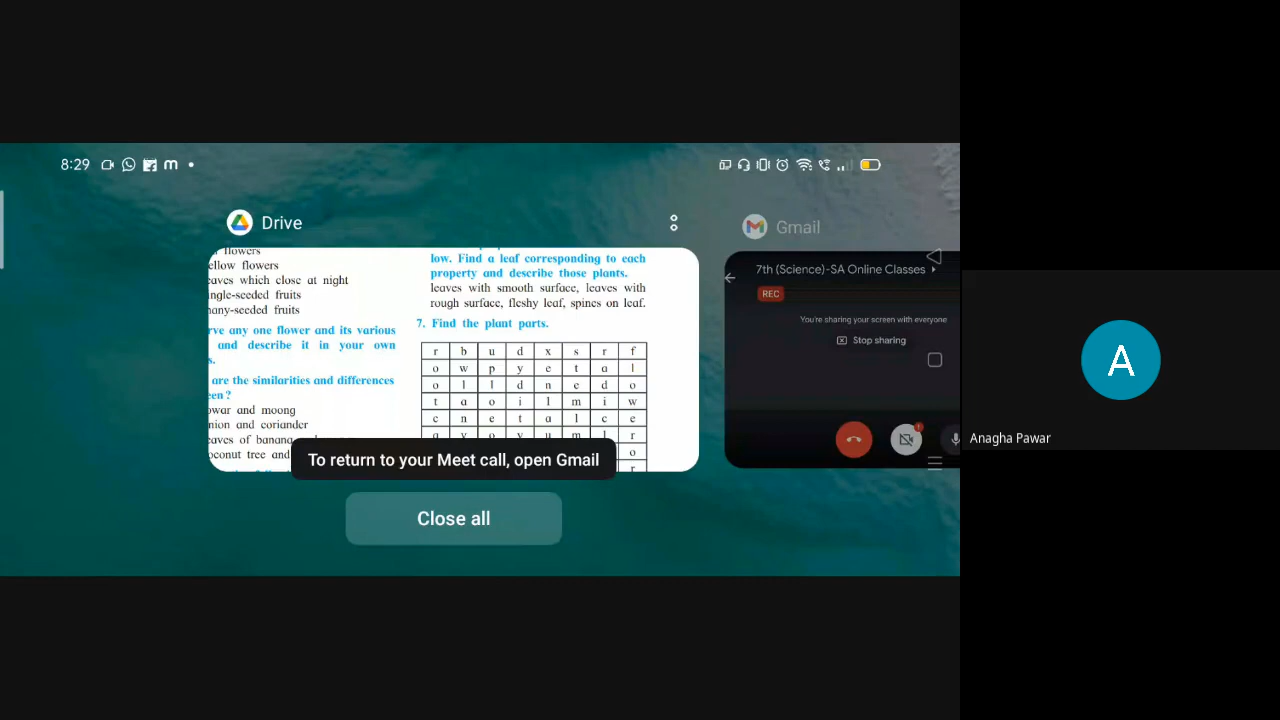 8:29
Drive
flowers
ellow flowers
eaves which close at night
ngle-seeded fruits
nany-seeded fruits
rve any one flower and its various
and describe it in your own
s.
are the similarities and differences
een ?
owar and moong
nion and coriander
eaves of banana
oconut tree and
low. Find a leaf corresponding to each
property and describe those plants.
leaves with smooth surface, leaves with
rough surface, fleshy leaf, spines on leaf.
7. Find the plant parts.
r b u d x s r f
o w p y e t a l
o l l d n e d o
t a o i l m i w
c n e t a l c e
r
o
r
To return to your Meet call, open Gmail
Close all
Gmail
7th (Science)-SA Online Classes
REC
You're sharing your screen with everyone
Stop sharing
A
Anagha Pawar